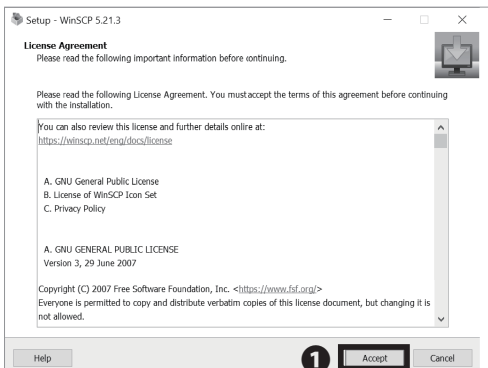 Setup - WinSCP 5.21.3
License Agreement
Please read the following important information before continuing.
Please read the following License Agreement. You must accept the terms of this agreement before continuing
with the installation.
You can also review this license and further details onlire at:
https://winscp.net/eng/docs/license
A. GNU General Public License
B. License of WinSCP Icon Set
C. Privacy Policy
A. GNU GENERAL PUBLIC LICENSE
Version 3, 29 June 2007
Copyright (C) 2007 Free Software Foundation, Inc. <https://www.fsf.org/>
Everyone is permitted to copy and distribute verbatim copies of this license document, but changing it is
not allowed.
Help 1 Accept Cancel